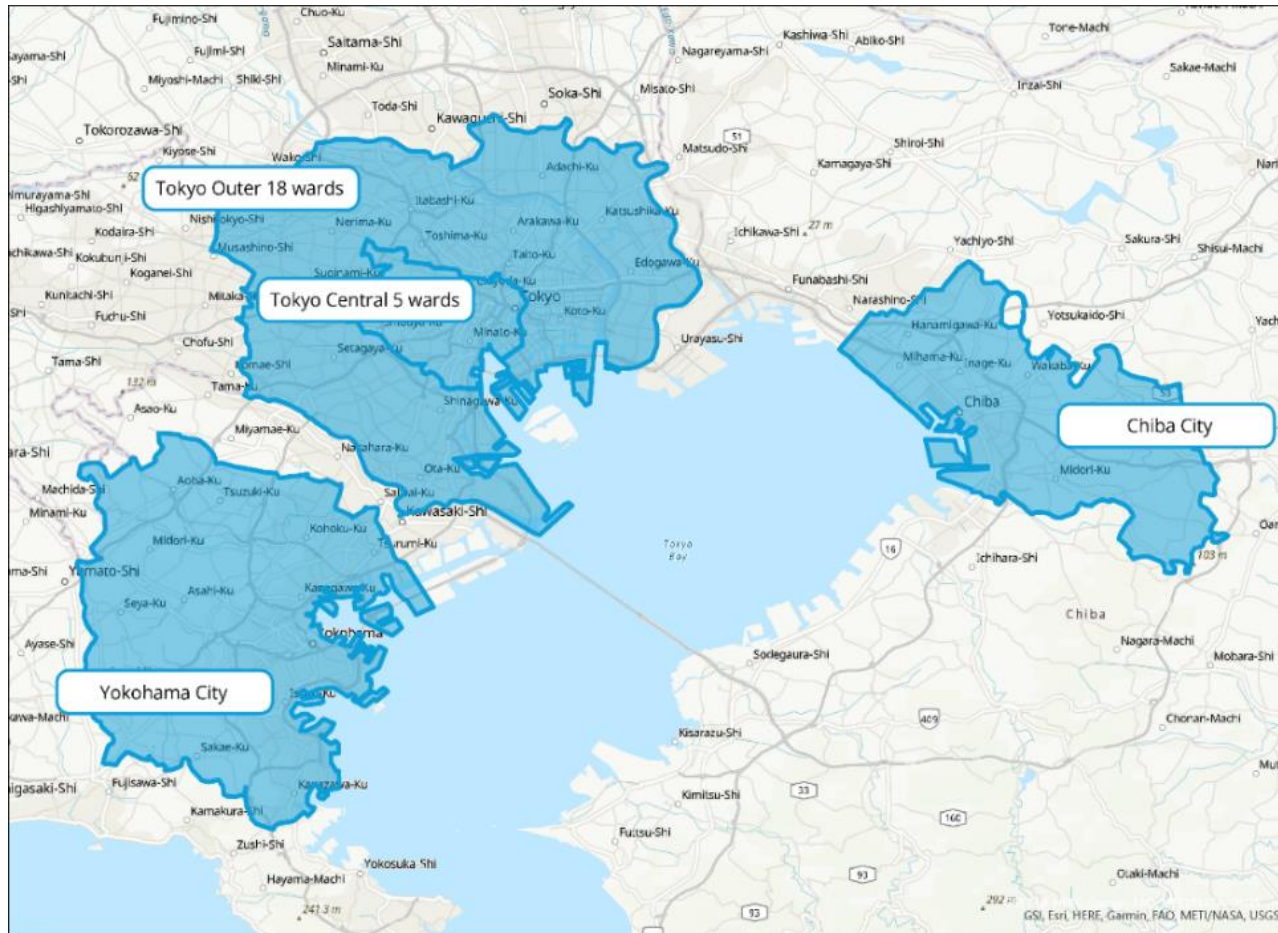 Fujimino-Shi
Chuo-Ku
Tone-Machi
Saitama-Shi
Kashiwa-Shi
Abiko-Shi
Fujimi-Shi
Nagareyama-Shi
Sayama-Shi
Minami-Ku
Sakae-Machi
Miyoshi-Machi
Shiki-Shi
Inzai-Shi
Soka-Shi
Misato-Shi
Toda-Shi
Kawaguchi-Shi
Tokorozawa-Shi
51
Matsudo-Shi
Shiroi-Shi
Kiyose-Shi
Wako-Shi
Kamagaya-Shi
Adachi-Ku
Tokyo Outer 18 wards
Itabashi-Ku
Higashiyamato-Shi
Katsushika-Ku
Nerima-Ku
Arakawa-Ku
27 m
Kodaira-Shi
Toshima-Ku
Ichikawa-Shi
Sakura-Shi
Musashino-Shi
Yachiyo-Shi
Shisui-Machi
Kokubunji-Shi
Taito-Ku
Edogawa-Ku
Koganei-Shi
Suginami-Ku
Funabashi-Shi
Kunitachi-Shi
Mitaka
Tokyo Central 5 wards
Tokyo
Narashino-Shi
Fuchu-Shi
Koto-Ku
Yotsukaido-Shi
Hanamigawa-Ku
Minato-Ku
Urayasu-Shi
Chofu-Shi
Setagaya-Ku
Mihama-Ku
Inage-Ku
Wakaba-Ku
Tama-Shi
Komae-Shi
132 m
Tama-Ku
Shinagawa-Ku
Chiba
Asao-Ku
Chiba City
Miyamae-Ku
Nakahara-Ku
Ota-Ku
Midori-Ku
Aoba-Ku
Machida-Shi
Tsuzuki-Ku
Saiwai-Ku
Minami-Ku
Kawasaki-Shi
Kohoku-Ku
Midori-Ku
Tsurumi-Ku
Tokyo
Bay
16
Ichihara-Shi
103 m
Yamato-Shi
Asahi-Ku
Kanagawa-Ku
Seya-Ku
Chiba
Yokohama
Ayase-Shi
Nagara-Machi
Sodegaura-Shi
Mobara-Shi
Yokohama City
Isogo-Ku
409
Chonan-Machi
Kisarazu-Shi
Sakae-Ku
Fujisawa-Shi
Kanazawa-Ku
33
Kimitsu-Shi
Kamakura-Shi
160
Futtsu-Shi
Zushi-Shi
Yokosuka-Shi
Hayama-Machi
93
Otaki-Machi
241.3 m
93
292 m
GSI, Esri, HERE, Garmin, FAO, METI/NASA, USGS